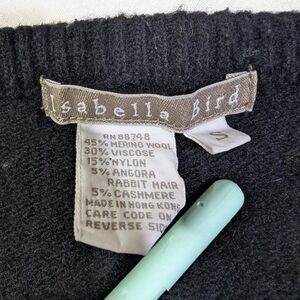 Isabella Bird
S
RN 88748
45% MERINO WOOL
30% VISCOSE
15% NYLON
5% ANGORA
RABBIT HAIR
5% CASHMERE
MADE IN HONG KONG
CARE CODE ON
REVERSE SIDE